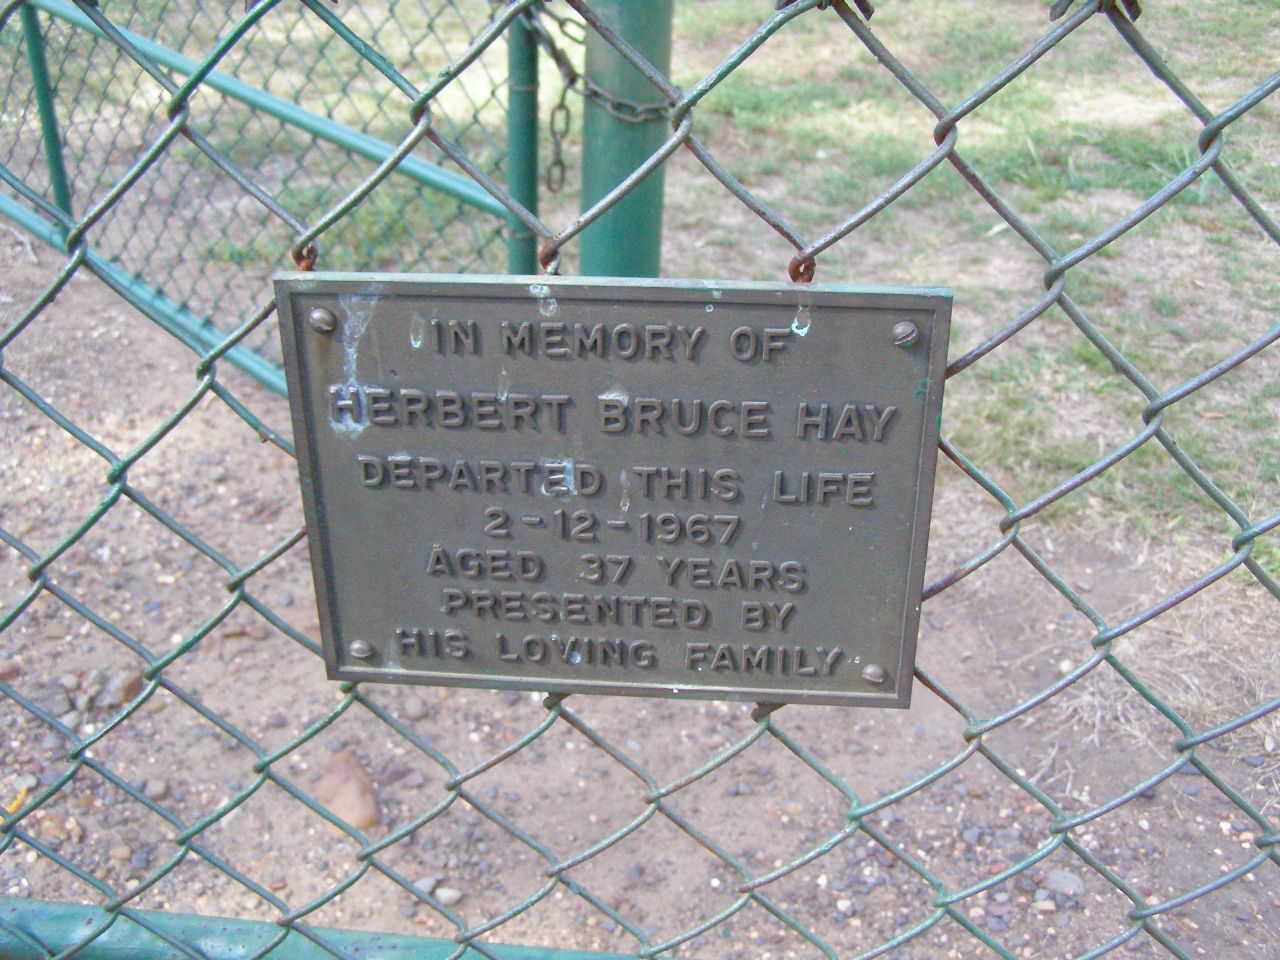 IN MEMORY OF
HERBERT BRUCE HAY
DEPARTED THIS LIFE
2-12-1967
AGED 37 YEARS
PRESENTED BY
HIS LOVING FAMILY